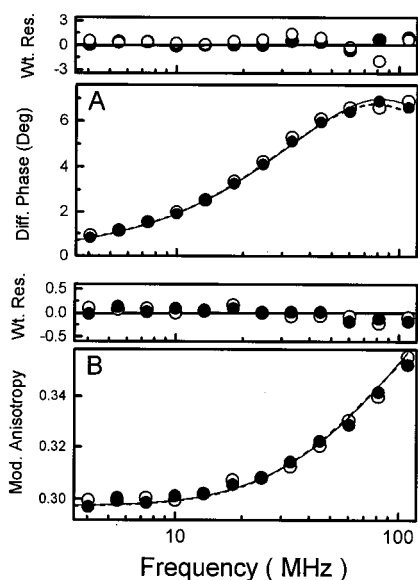 Wt. Res.
3
0
-3
A
Diff. Phase (Deg)
6
4
2
0
Wt. Res.
0.5
0.0
-0.5
B
Mod. Anisotropy
0.34
0.32
0.30
10
100
Frequency ( MHz )